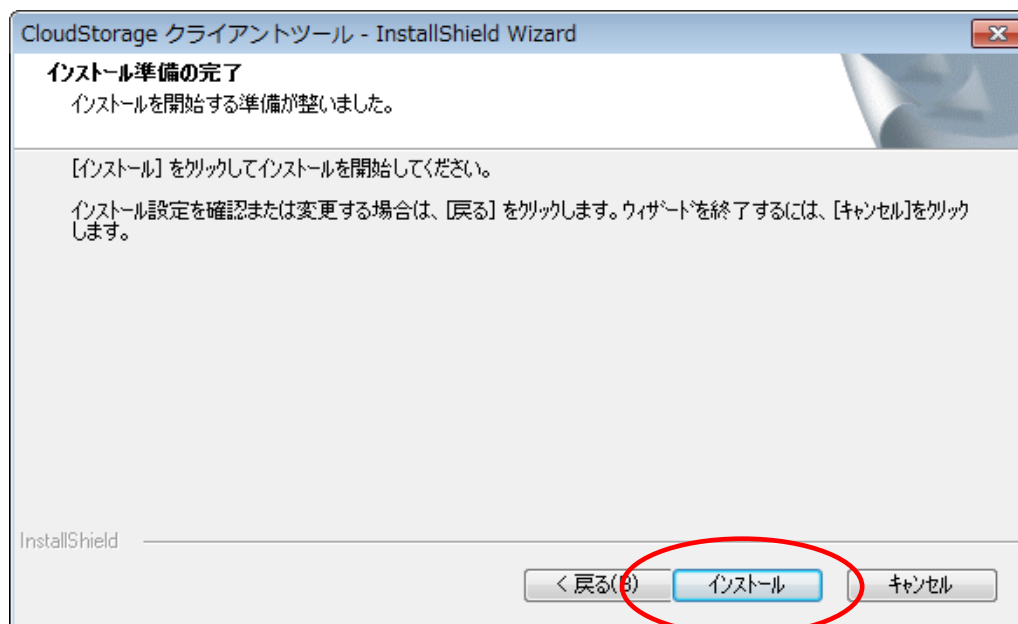 CloudStorage クライアントツール - InstallShield Wizard
インストール準備の完了
インストールを開始する準備が整いました。
[インストール] をクリックしてインストールを開始してください。
インストール設定を確認または変更する場合は、[戻る] をクリックします。ウィザードを終了するには、[キャンセル]をクリック
します。
InstallShield
< 戻る(B)
インストール
キャンセル